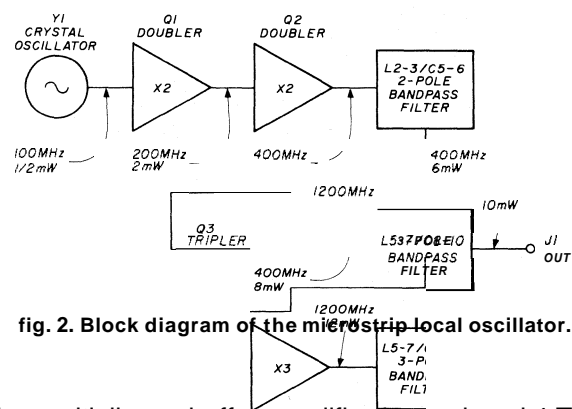 Y1
CRYSTAL
OSCILLATOR
Q1
DOUBLER
Q2
DOUBLER
X2
X2
L2-3/C5-6
2-POLE
BANDPASS
FILTER
100MHz
1/2mW
200MHz
2mW
400MHz
400MHz
6mW
1200MHz
10mW
Q3
TRIPLER
BANDPASS
FILTER
J1
OUT
400MHz
8mW
1200MHz
fig. 2. Block diagram of the microstrip local oscillator.
X3
L5-7/
3-P
BAND
FIL